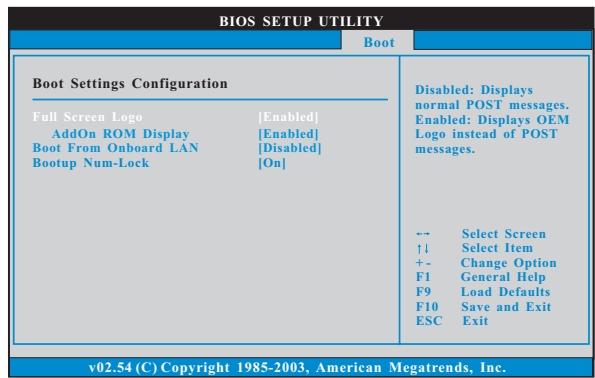 BIOS SETUP UTILITY
Boot
Boot Settings Configuration
Full Screen Logo [Enabled]
AddOn ROM Display [Enabled]
Boot From Onboard LAN [Disabled]
Bootup Num-Lock [On]
Disabled: Displays
normal POST messages.
Enabled: Displays OEM
Logo instead of POST
messages.
←→ Select Screen
↑↓ Select Item
+ - Change Option
F1 General Help
F9 Load Defaults
F10 Save and Exit
ESC Exit
v02.54 (C) Copyright 1985-2003, American Megatrends, Inc.